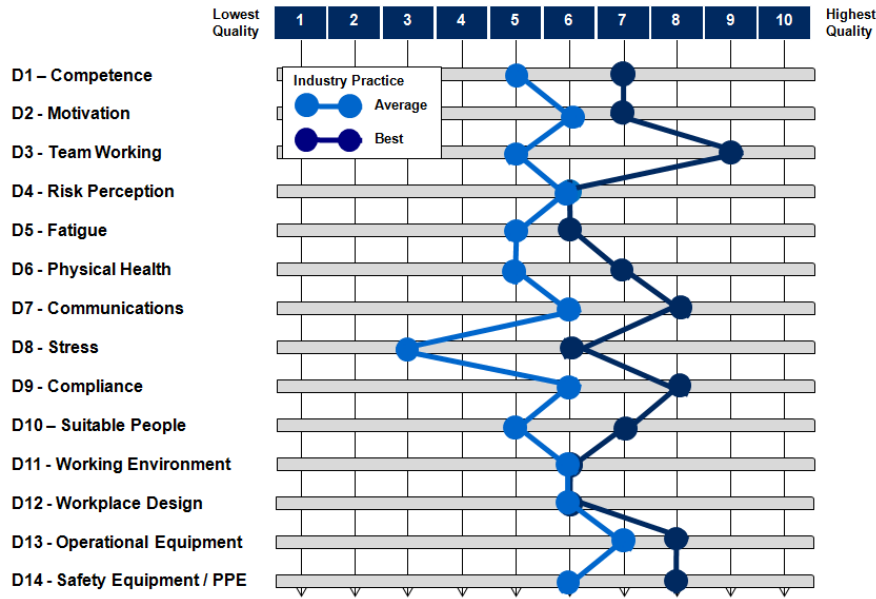 Lowest Quality
1 2 3 4 5 6 7 8 9 10
Highest Quality
Industry Practice
Average
Best
D1 – Competence
D2 - Motivation
D3 - Team Working
D4 - Risk Perception
D5 - Fatigue
D6 - Physical Health
D7 - Communications
D8 - Stress
D9 - Compliance
D10 – Suitable People
D11 - Working Environment
D12 - Workplace Design
D13 - Operational Equipment
D14 - Safety Equipment / PPE